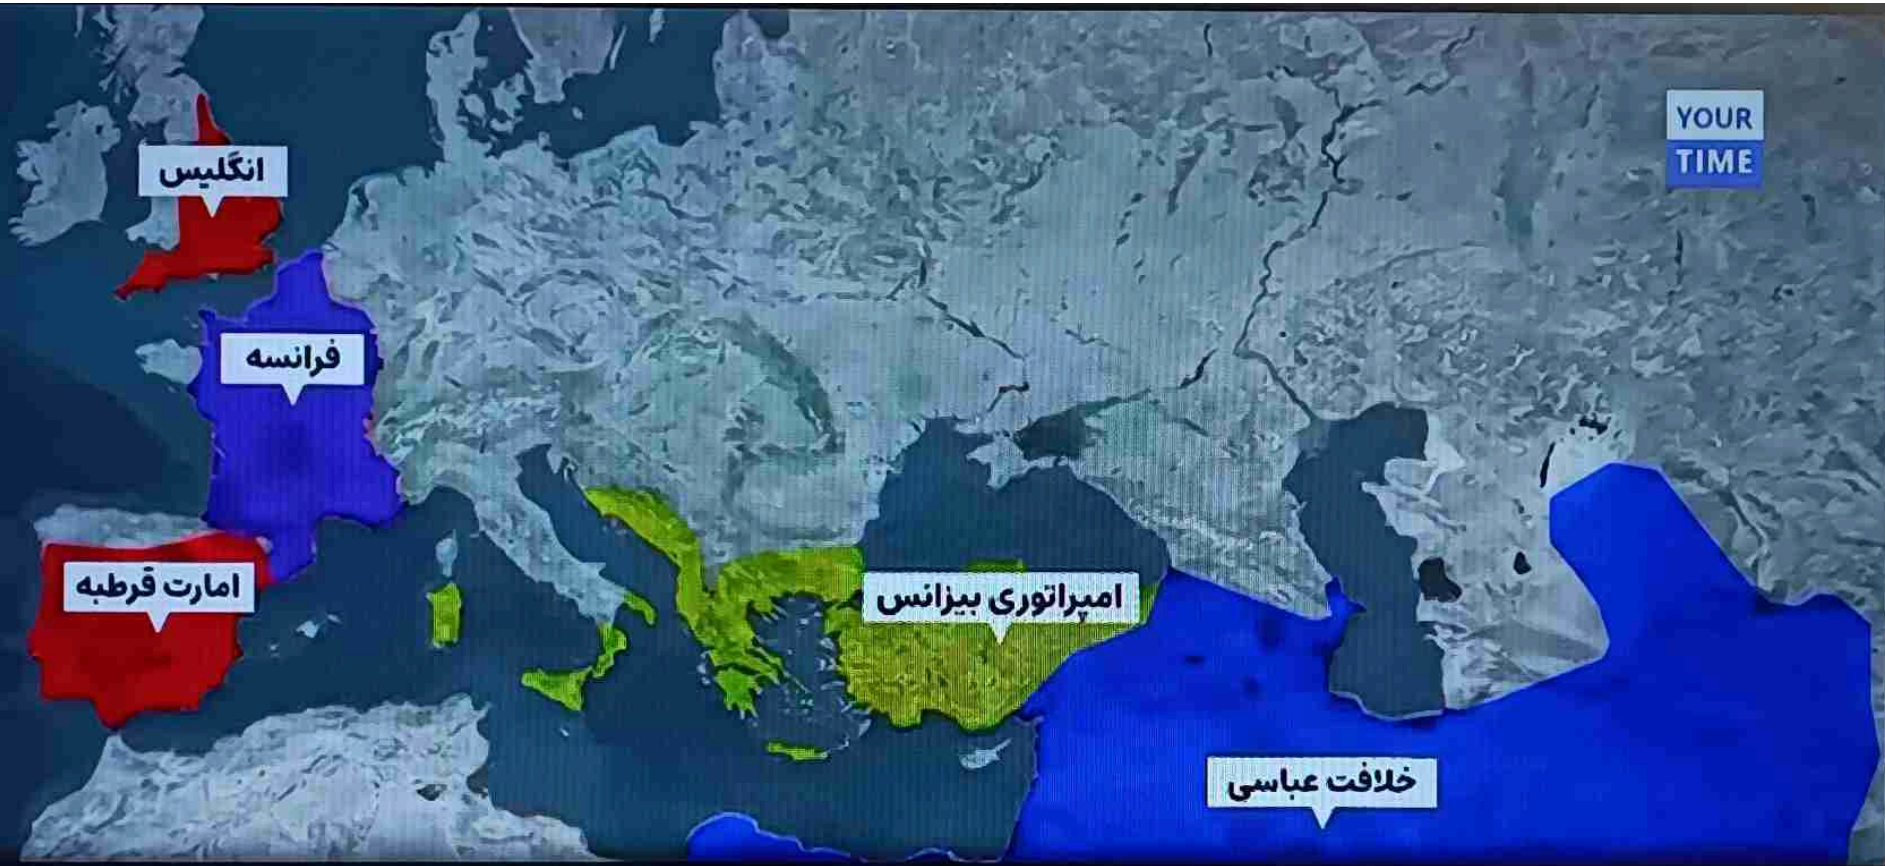 YOUR
TIME
انگلیس
فرانسه
امارت قرطبه
امپراتوری بیزانس
خلافت عباسی